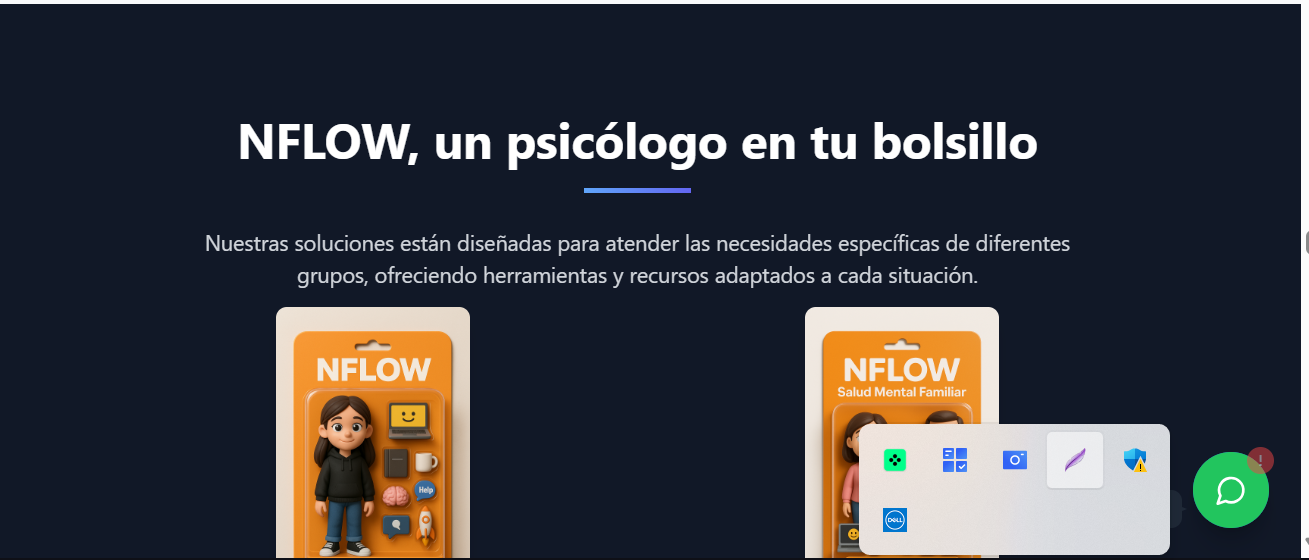 NFLOW, un psicólogo en tu bolsillo
Nuestras soluciones están diseñadas para atender las necesidades específicas de diferentes
grupos, ofreciendo herramientas y recursos adaptados a cada situación.
NFLOW
Help
NFLOW
Salud Mental Familiar
DELL
!